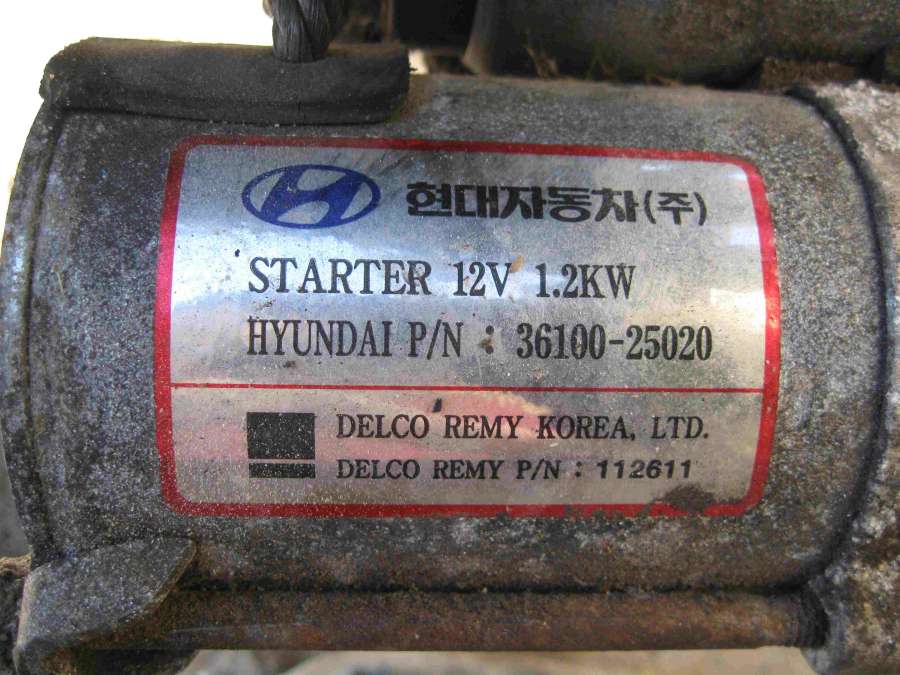 현대자동차(주)
STARTER 12V 1.2KW
HYUNDAI P/N : 36100-25020
DELCO REMY KOREA, LTD.
DELCO REMY P/N : 112611